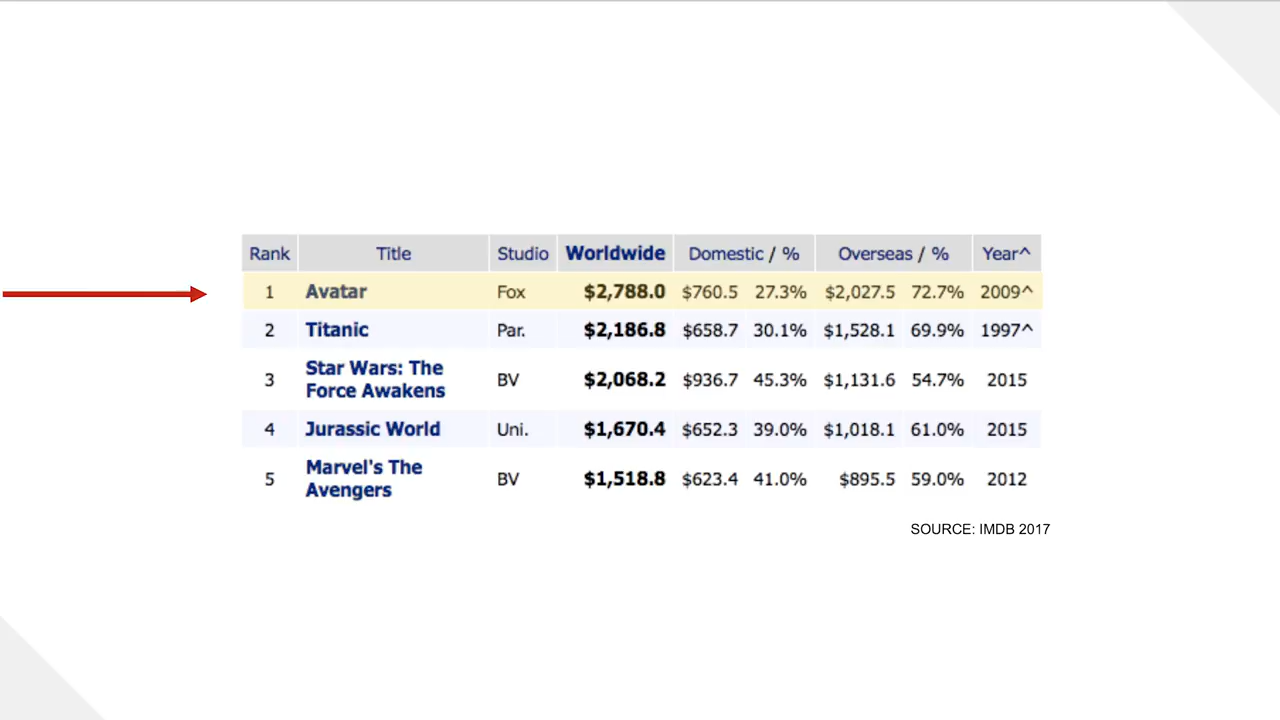 Rank Title Studio Worldwide Domestic / % Overseas / % Year^
1 Avatar Fox $2,788.0 $760.5 27.3% $2,027.5 72.7% 2009^
2 Titanic Par. $2,186.8 $658.7 30.1% $1,528.1 69.9% 1997^
3 Star Wars: The
Force Awakens BV $2,068.2 $936.7 45.3% $1,131.6 54.7% 2015
4 Jurassic World Uni. $1,670.4 $652.3 39.0% $1,018.1 61.0% 2015
5 Marvel's The
Avengers BV $1,518.8 $623.4 41.0% $895.5 59.0% 2012
SOURCE: IMDB 2017